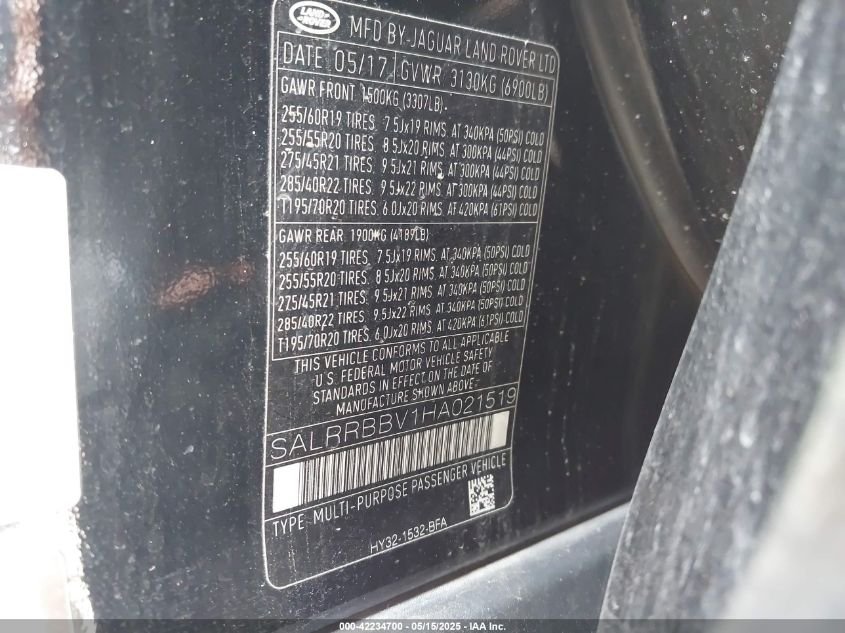 LAND
ROVER
MFD BY JAGUAR LAND ROVER LTD
DATE 05/17 GVWR 3130KG (6900LB)
GAWR FRONT 1500KG (3307LB)
255/60R19 TIRES. 7.5Jx19 RIMS. AT 340KPA (50PSI) COLD
255/55R20 TIRES. 8.5Jx20 RIMS. AT 300KPA (44PSI) COLD
275/45R21 TIRES. 9.5Jx21 RIMS. AT 300KPA (44PSI) COLD
285/40R22 TIRES. 9.5Jx22 RIMS. AT 300KPA (44PSI) COLD
T195/70R20 TIRES. 6.0Jx20 RIMS. AT 420KPA (61PSI) COLD
GAWR REAR 1900KG (4189LB)
255/60R19 TIRES. 7.5Jx19 RIMS. AT 340KPA (50PSI) COLD
255/55R20 TIRES. 8.5Jx20 RIMS. AT 340KPA (50PSI) COLD
275/45R21 TIRES. 9.5Jx21 RIMS. AT 340KPA (50PSI) COLD
285/40R22 TIRES. 9.5Jx22 RIMS. AT 340KPA (50PSI) COLD
T195/70R20 TIRES. 6.0Jx20 RIMS. AT 420KPA (61PSI) COLD
THIS VEHICLE CONFORMS TO ALL APPLICABLE
U.S. FEDERAL MOTOR VEHICLE SAFETY
STANDARDS IN EFFECT ON THE DATE OF
MANUFACTURE SHOWN ABOVE
SALRRBBV1HA021519
TYPE: MULTI-PURPOSE PASSENGER VEHICLE
HY32-1532-BFA
000-42234700 - 05/15/2025 - IAA Inc.